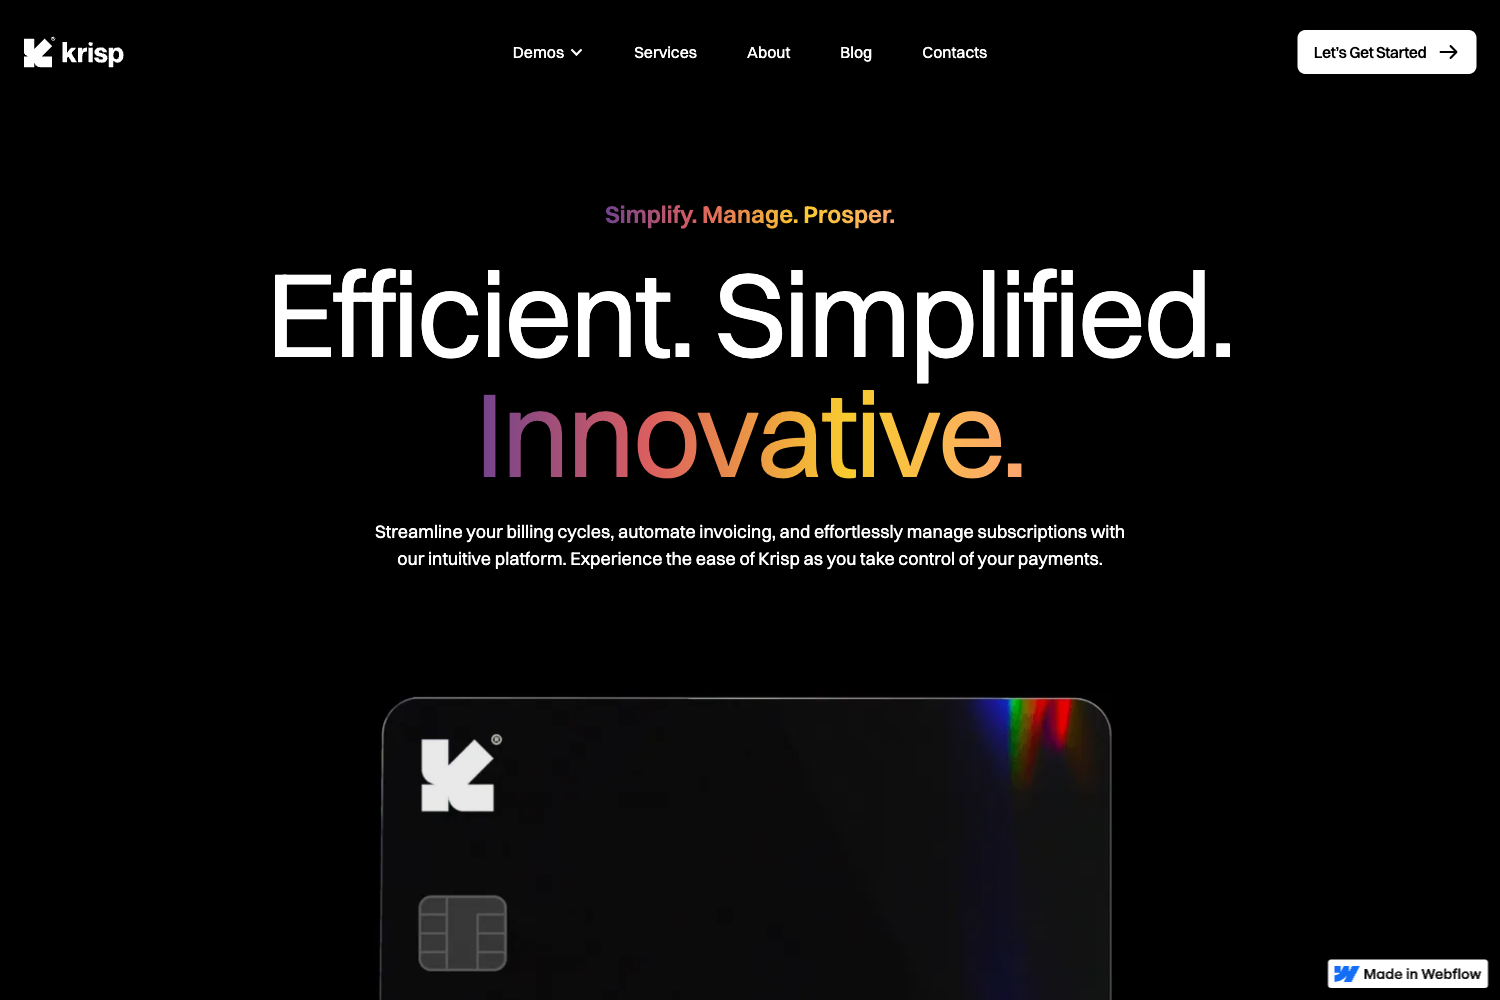 krisp
Demos
Services
About
Blog
Contacts
Let's Get Started
Simplify. Manage. Prosper.
Efficient. Simplified.
Innovative.
Streamline your billing cycles, automate invoicing, and effortlessly manage subscriptions with
our intuitive platform. Experience the ease of Krisp as you take control of your payments.
Made in Webflow